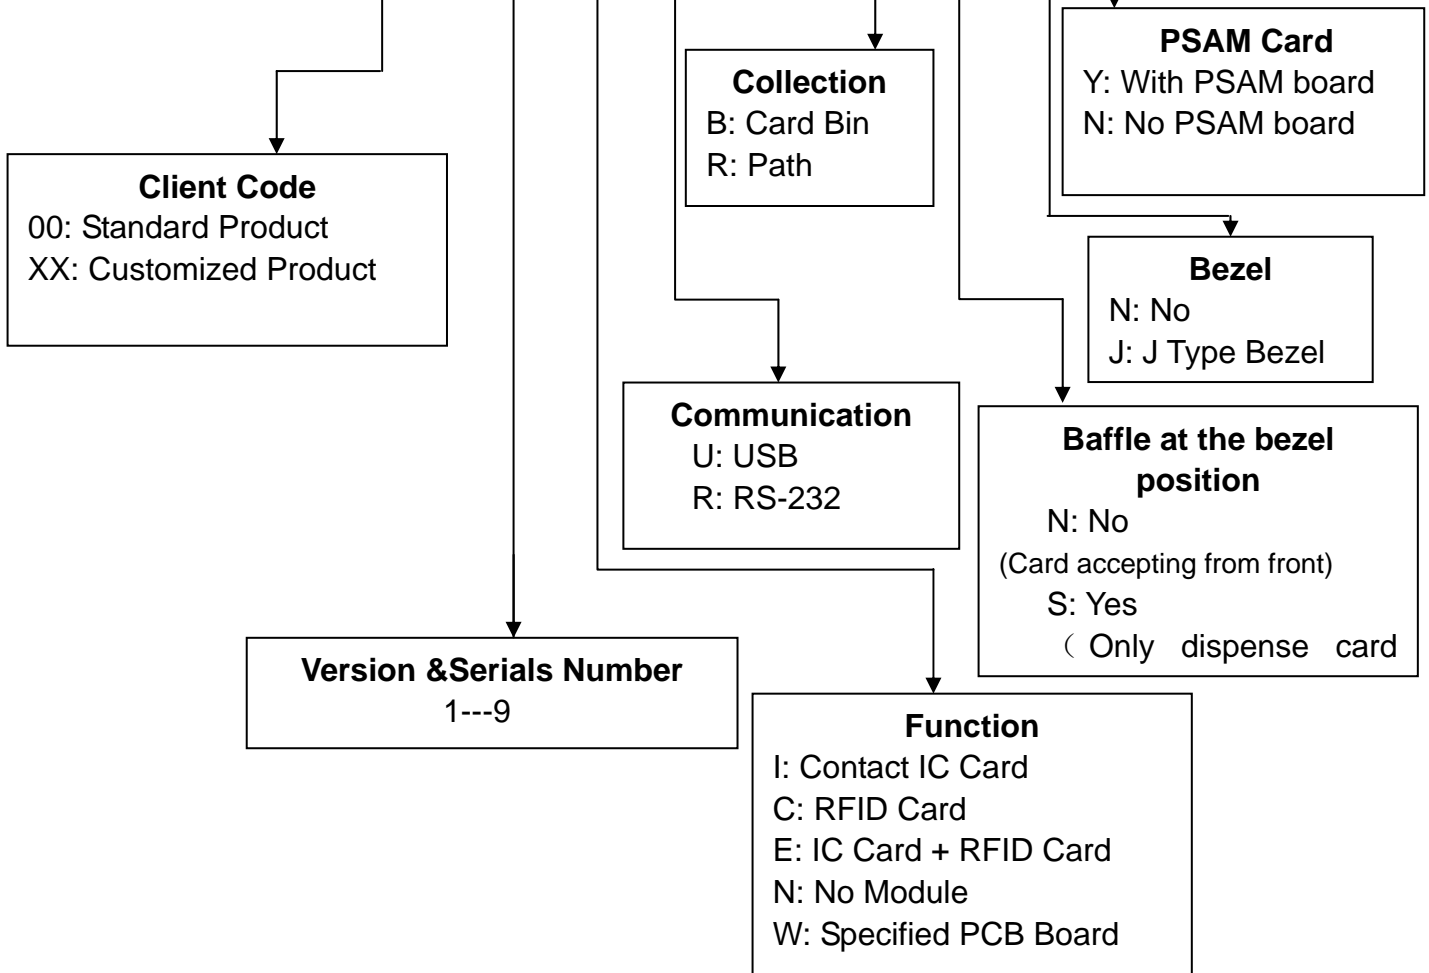 PSAM Card
Y: With PSAM board
N: No PSAM board
Collection
B: Card Bin
R: Path
Client Code
00: Standard Product
XX: Customized Product
Bezel
N: No
J: J Type Bezel
Communication
U: USB
R: RS-232
Baffle at the bezel
position
N: No
(Card accepting from front)
S: Yes
（ Only dispense card
Version &Serials Number
1---9
Function
I: Contact IC Card
C: RFID Card
E: IC Card + RFID Card
N: No Module
W: Specified PCB Board